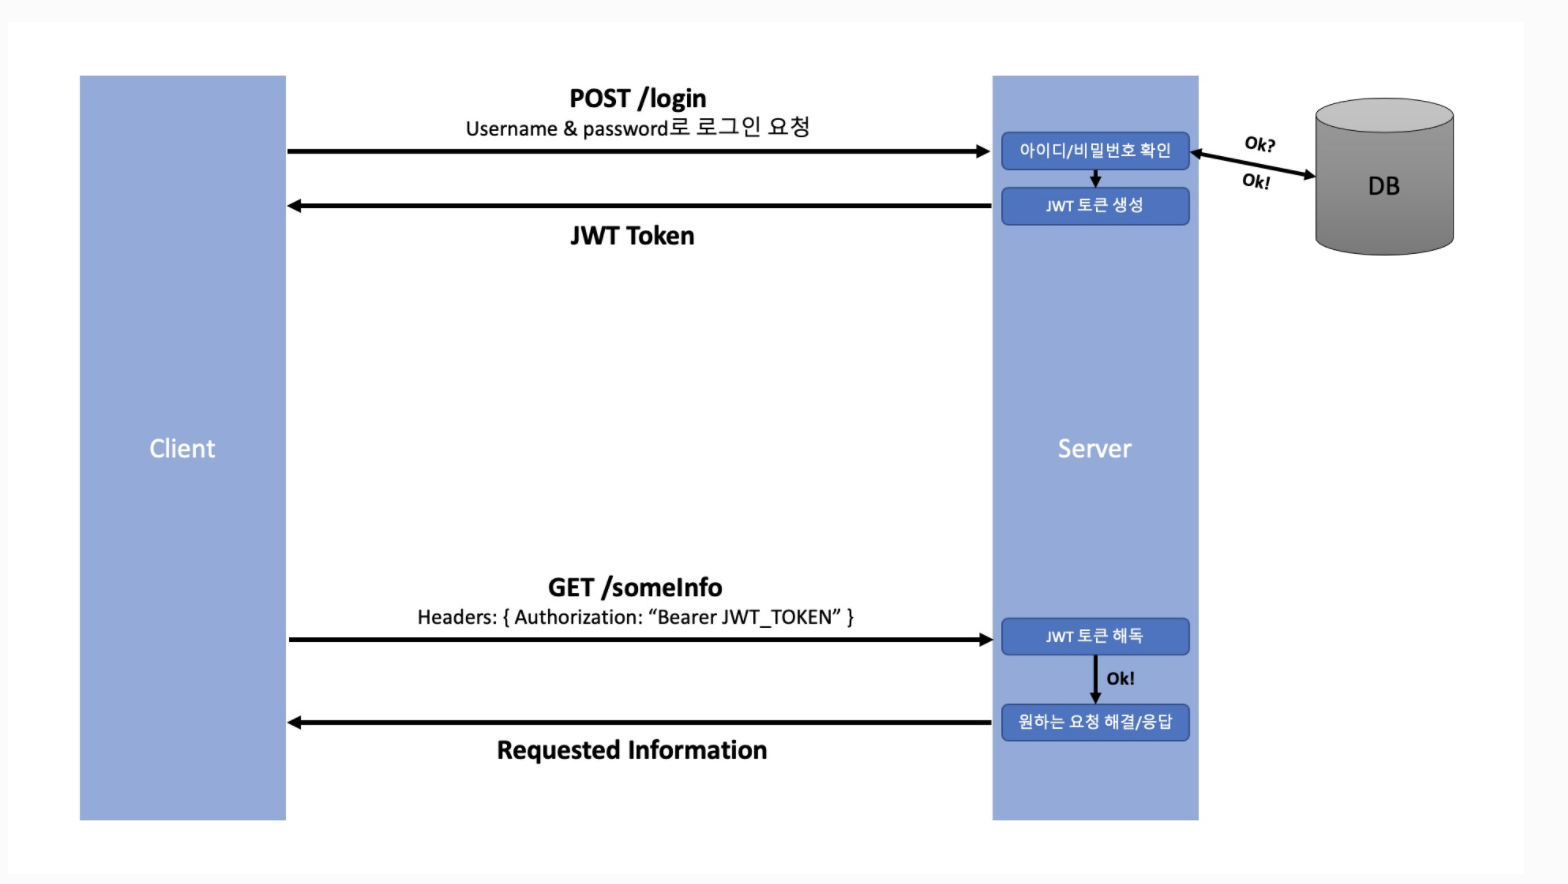 POST /login
Username & password로 로그인 요청
아이디/비밀번호 확인
Ok?
Ok!
DB
JWT 토큰 생성
JWT Token
Client
Server
GET /someInfo
Headers: { Authorization: “Bearer JWT_TOKEN” }
JWT 토큰 해독
Ok!
원하는 요청 해결/응답
Requested Information